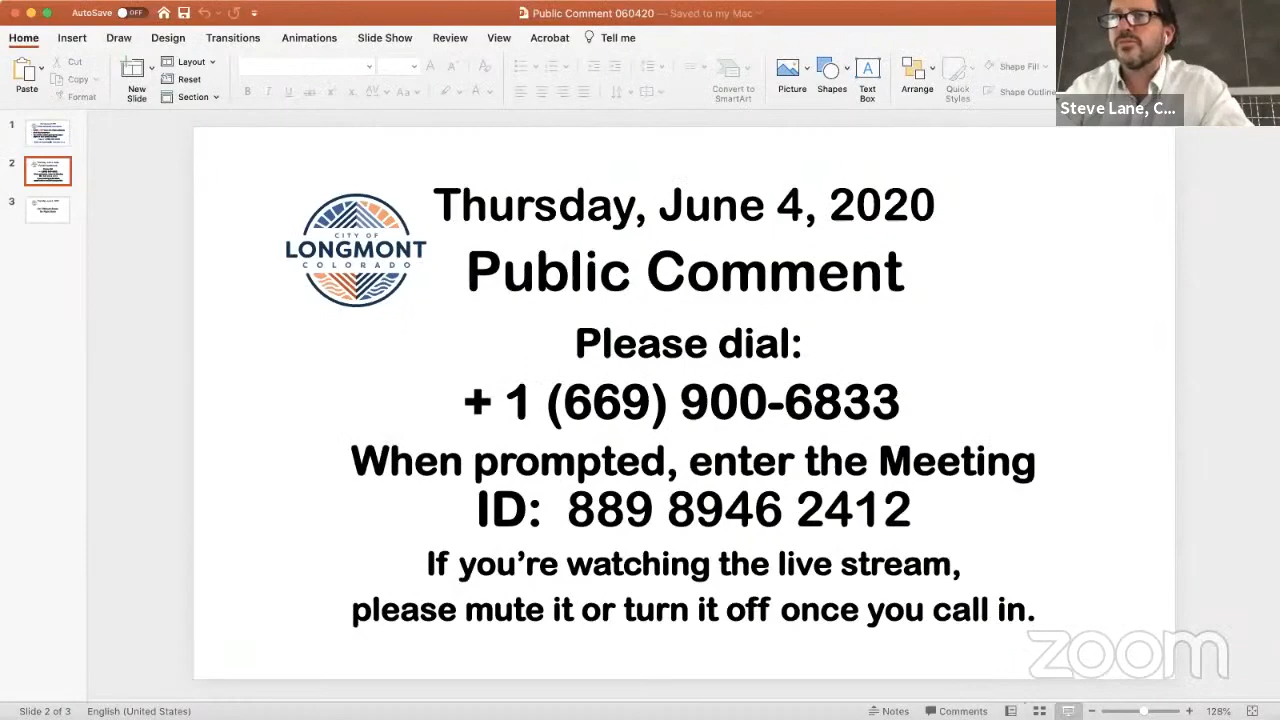 AutoSave OFF
Public Comment 060420 — Saved to my Mac
Home Insert Draw Design Transitions Animations Slide Show Review View Acrobat Tell me
Paste
Cut
Copy
Format
New Slide
Layout
Reset
Section
Convert to SmartArt
Picture
Shapes
Text Box
Arrange
Quick Styles
Shape Fill
Shape Outline
Steve Lane, C...
1
2
3
CITY OF
LONGMONT
COLORADO
Thursday, June 4, 2020
Public Comment
Please dial:
+ 1 (669) 900-6833
When prompted, enter the Meeting
ID: 889 8946 2412
If you're watching the live stream,
please mute it or turn it off once you call in.
zoom
Slide 2 of 3 English (United States) Notes Comments 128%